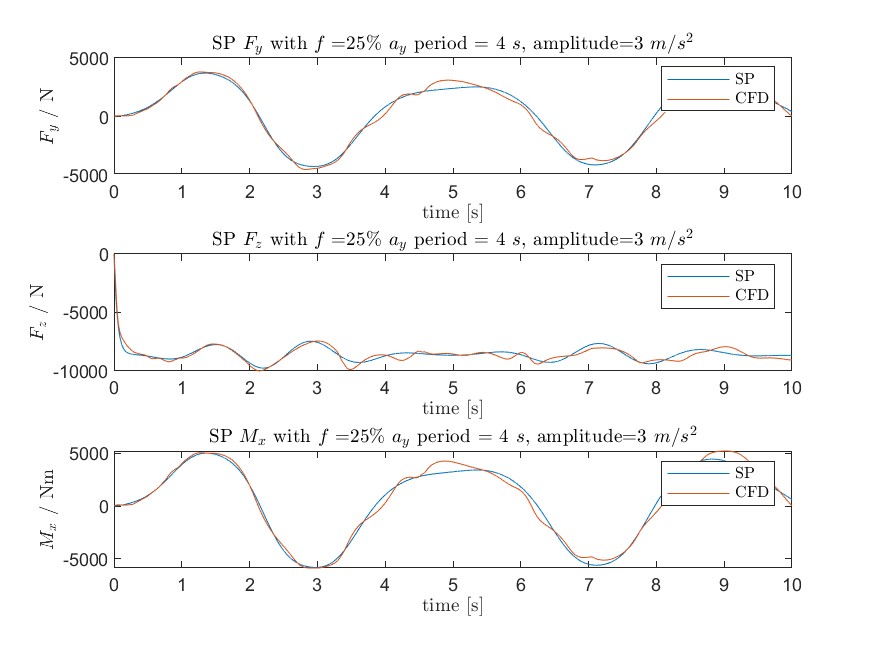 SP F_y with f =25% a_y period = 4 s, amplitude=3 m/s²
5000
0
-5000
F_y / N
SP
CFD
0 1 2 3 4 5 6 7 8 9 10
time [s]
SP F_z with f =25% a_y period = 4 s, amplitude=3 m/s²
0
-5000
-10000
F_z / N
SP
CFD
0 1 2 3 4 5 6 7 8 9 10
time [s]
SP M_x with f =25% a_y period = 4 s, amplitude=3 m/s²
5000
0
-5000
M_x / Nm
SP
CFD
0 1 2 3 4 5 6 7 8 9 10
time [s]